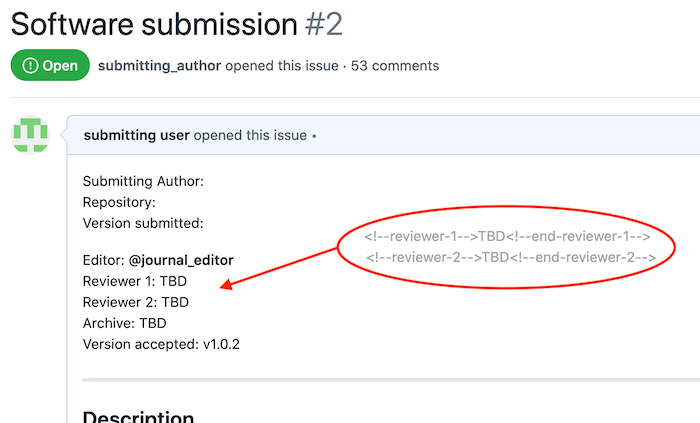 Software submission #2
Open submitting_author opened this issue · 53 comments
submitting user opened this issue •
Submitting Author:
Repository:
Version submitted:
<!--reviewer-1-->TBD<!--end-reviewer-1-->
<!--reviewer-2-->TBD<!--end-reviewer-2-->
Editor: @journal_editor
Reviewer 1: TBD
Reviewer 2: TBD
Archive: TBD
Version accepted: v1.0.2
Description